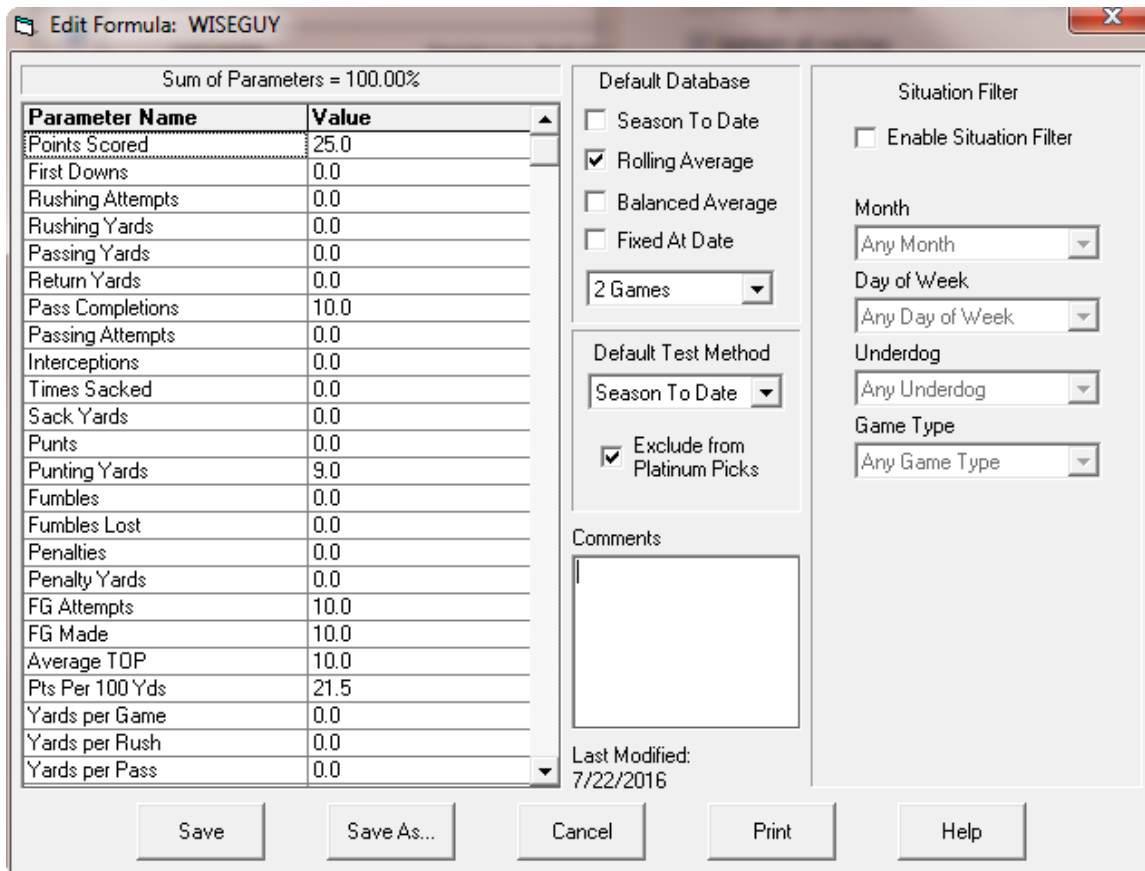 Edit Formula: WISEGUY
x
Sum of Parameters = 100.00%
Parameter Name Value
Points Scored 25.0
First Downs 0.0
Rushing Attempts 0.0
Rushing Yards 0.0
Passing Yards 0.0
Return Yards 0.0
Pass Completions 10.0
Passing Attempts 0.0
Interceptions 0.0
Times Sacked 0.0
Sack Yards 0.0
Punts 0.0
Punting Yards 9.0
Fumbles 0.0
Fumbles Lost 0.0
Penalties 0.0
Penalty Yards 0.0
FG Attempts 10.0
FG Made 10.0
Average TOP 10.0
Pts Per 100 Yds 21.5
Yards per Game 0.0
Yards per Rush 0.0
Yards per Pass 0.0
Default Database
Season To Date
Rolling Average
Balanced Average
Fixed At Date
2 Games
Default Test Method
Season To Date
Exclude from
Platinum Picks
Comments
Last Modified:
7/22/2016
Situation Filter
Enable Situation Filter
Month
Any Month
Day of Week
Any Day of Week
Underdog
Any Underdog
Game Type
Any Game Type
Save Save As... Cancel Print Help